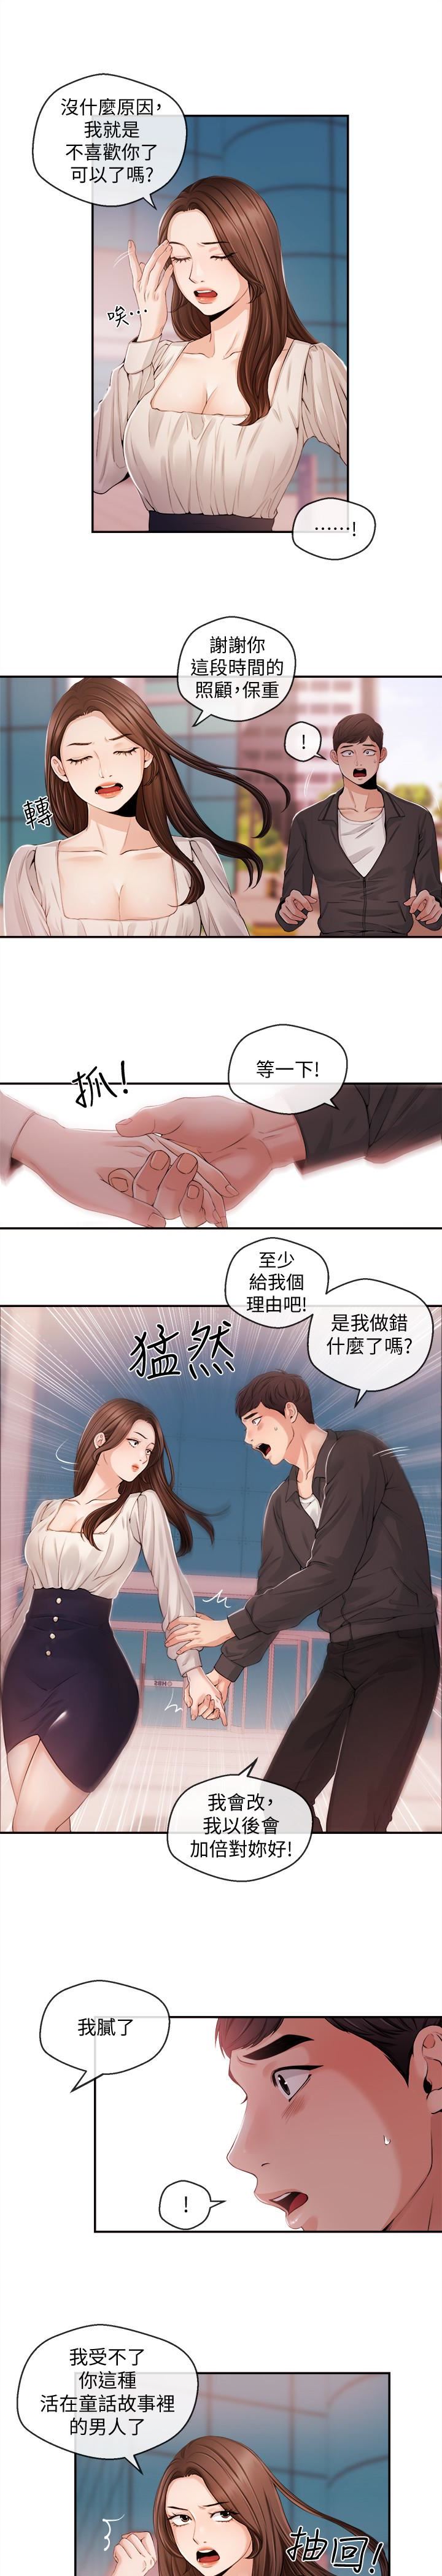 沒什麼原因，
我就是
不喜歡你了
可以了嗎?
唉…
……!
謝謝你
這段時間的
照顧，保重
!
轉
等一下!
抓!
至少
給我個
理由吧!
是我做錯
什麼了嗎?
猛然
我會改，
我以後會
加倍對妳好!
我膩了
!
我受不了
你這種
活在童話故事裡
的男人了
抽回!